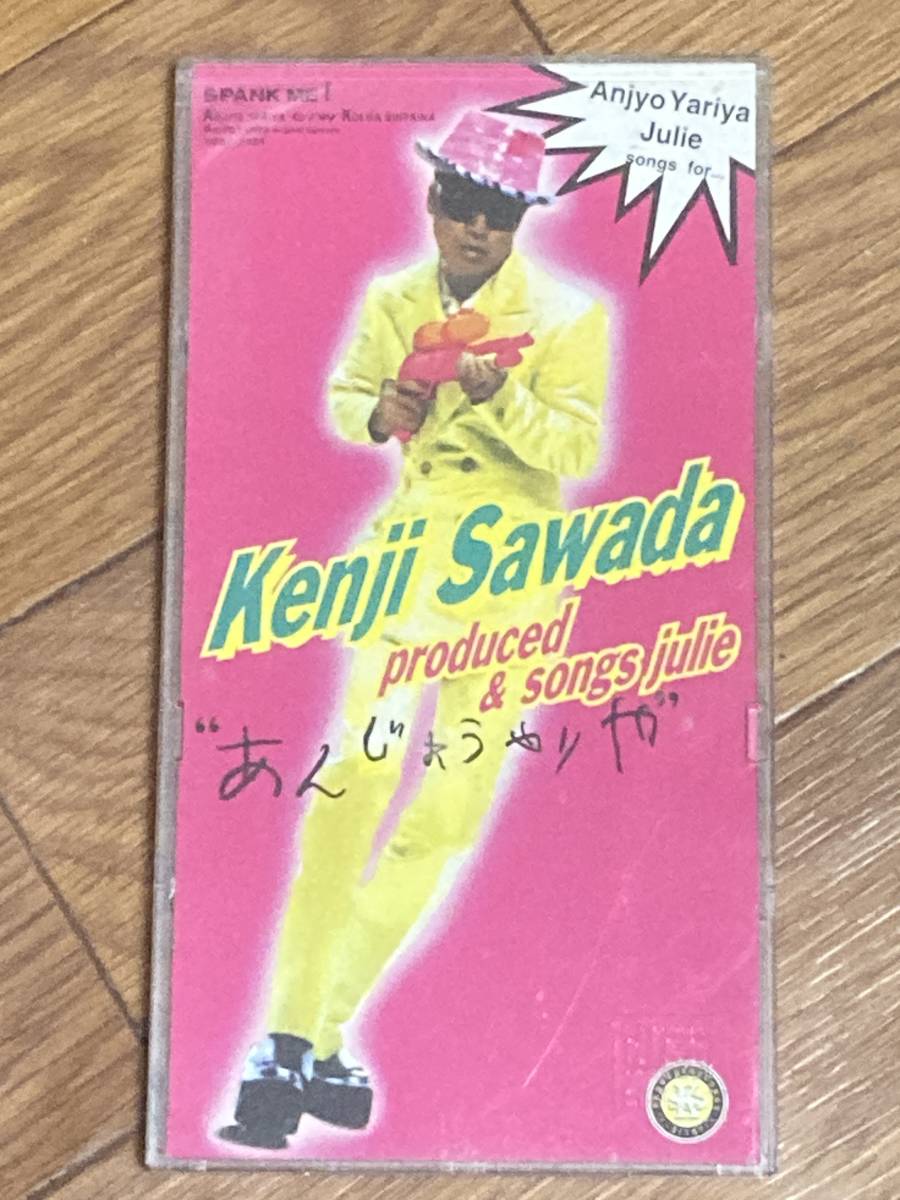 SPANK ME!
Anjyo Yariya
Julie
songs for...
Kenji Sawada
produced
& songs julie
"あんじょうやりや"